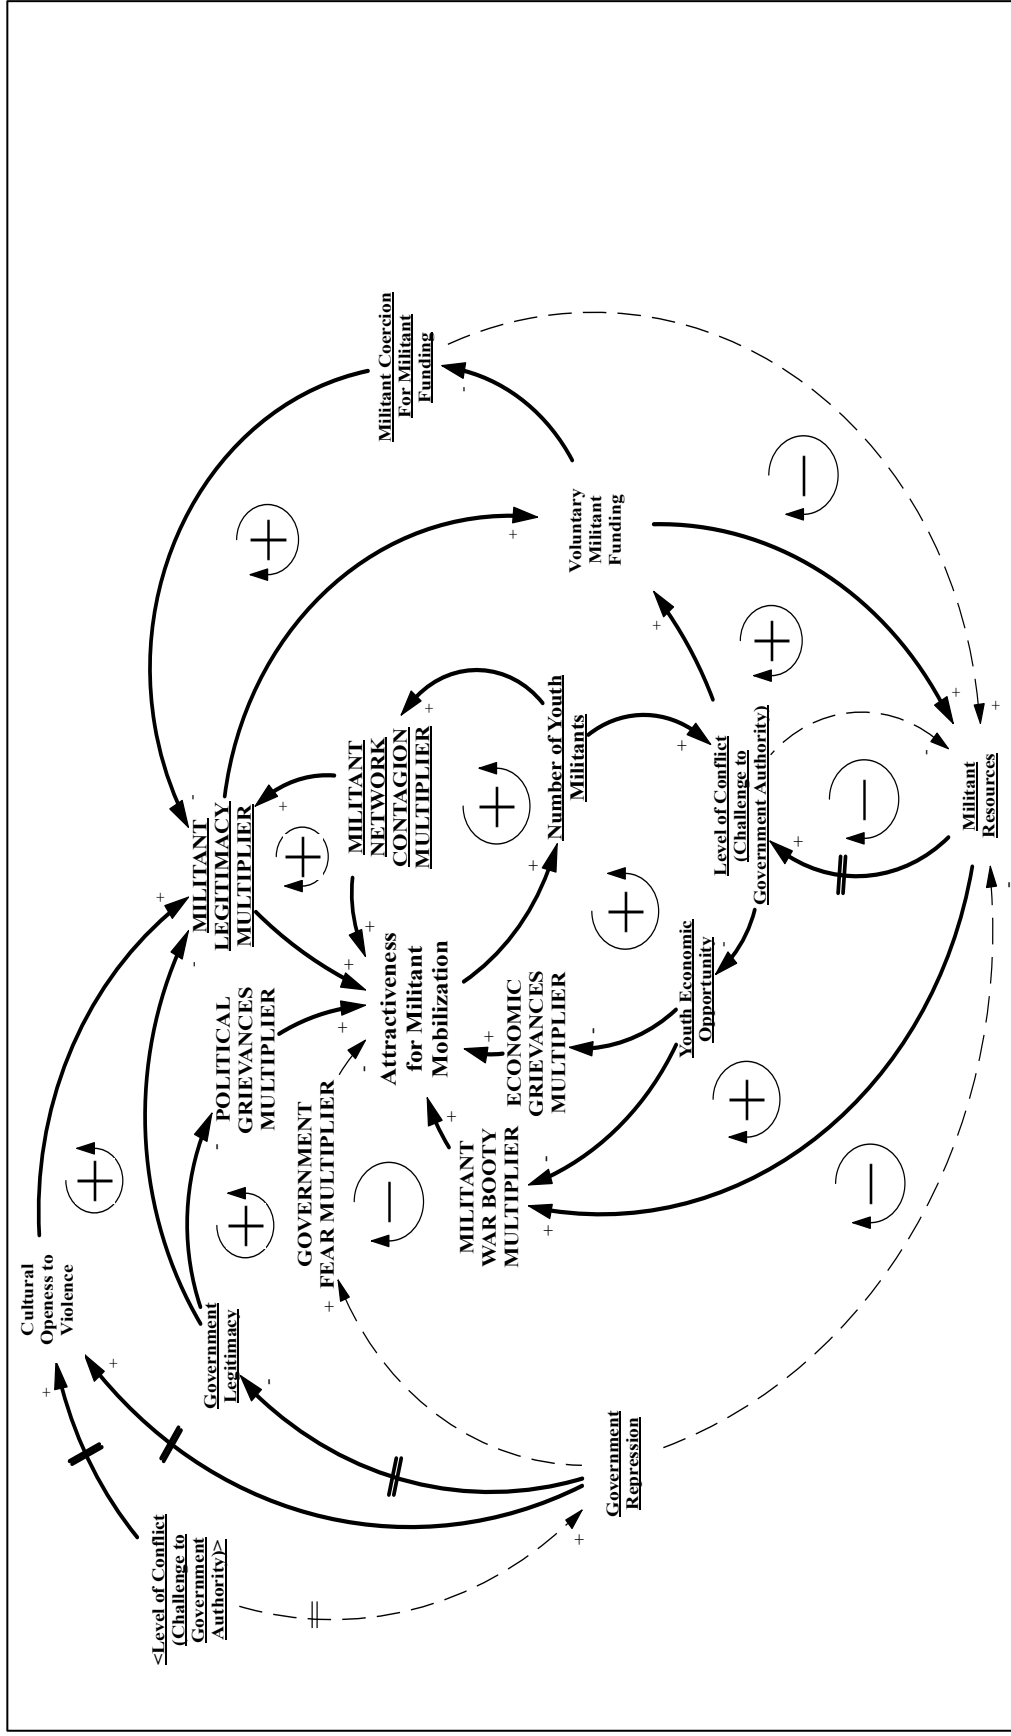 Cultural
Openess to
Violence
<Level of Conflict
(Challenge to
Government
Authority)>
Government
Legitimacy
MILITANT
LEGITIMACY
MULTIPLIER
POLITICAL
GRIEVANCES
MULTIPLIER
GOVERNMENT
FEAR MULTIPLIER
MILITANT
NETWORK
CONTAGION
MULTIPLIER
Militant Coercion
For Militant
Funding
Attractiveness
for Militant
Mobilization
MILITANT
WAR BOOTY
MULTIPLIER
ECONOMIC
GRIEVANCES
MULTIPLIER
Number of Youth
Militants
Voluntary
Militant
Funding
Government
Repression
Youth Economic
Opportunity
Level of Conflict
(Challenge to
Government Authority)
Militant
Resources